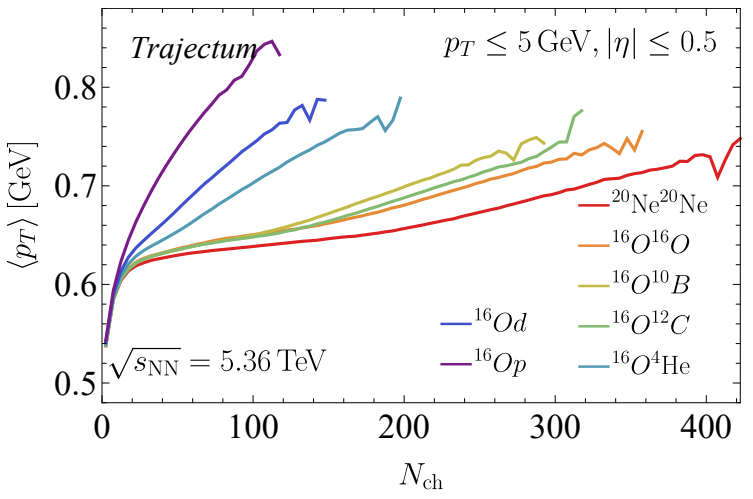 Trajectum
p_T ≤ 5 GeV, |η| ≤ 0.5
⟨p_T⟩ [GeV]
0.8
0.7
0.6
0.5
²⁰Ne²⁰Ne
¹⁶O¹⁶O
¹⁶O¹⁰B
¹⁶Od
¹⁶O¹²C
¹⁶Op
¹⁶O⁴He
√s_NN = 5.36 TeV
0 100 200 300 400
N_ch